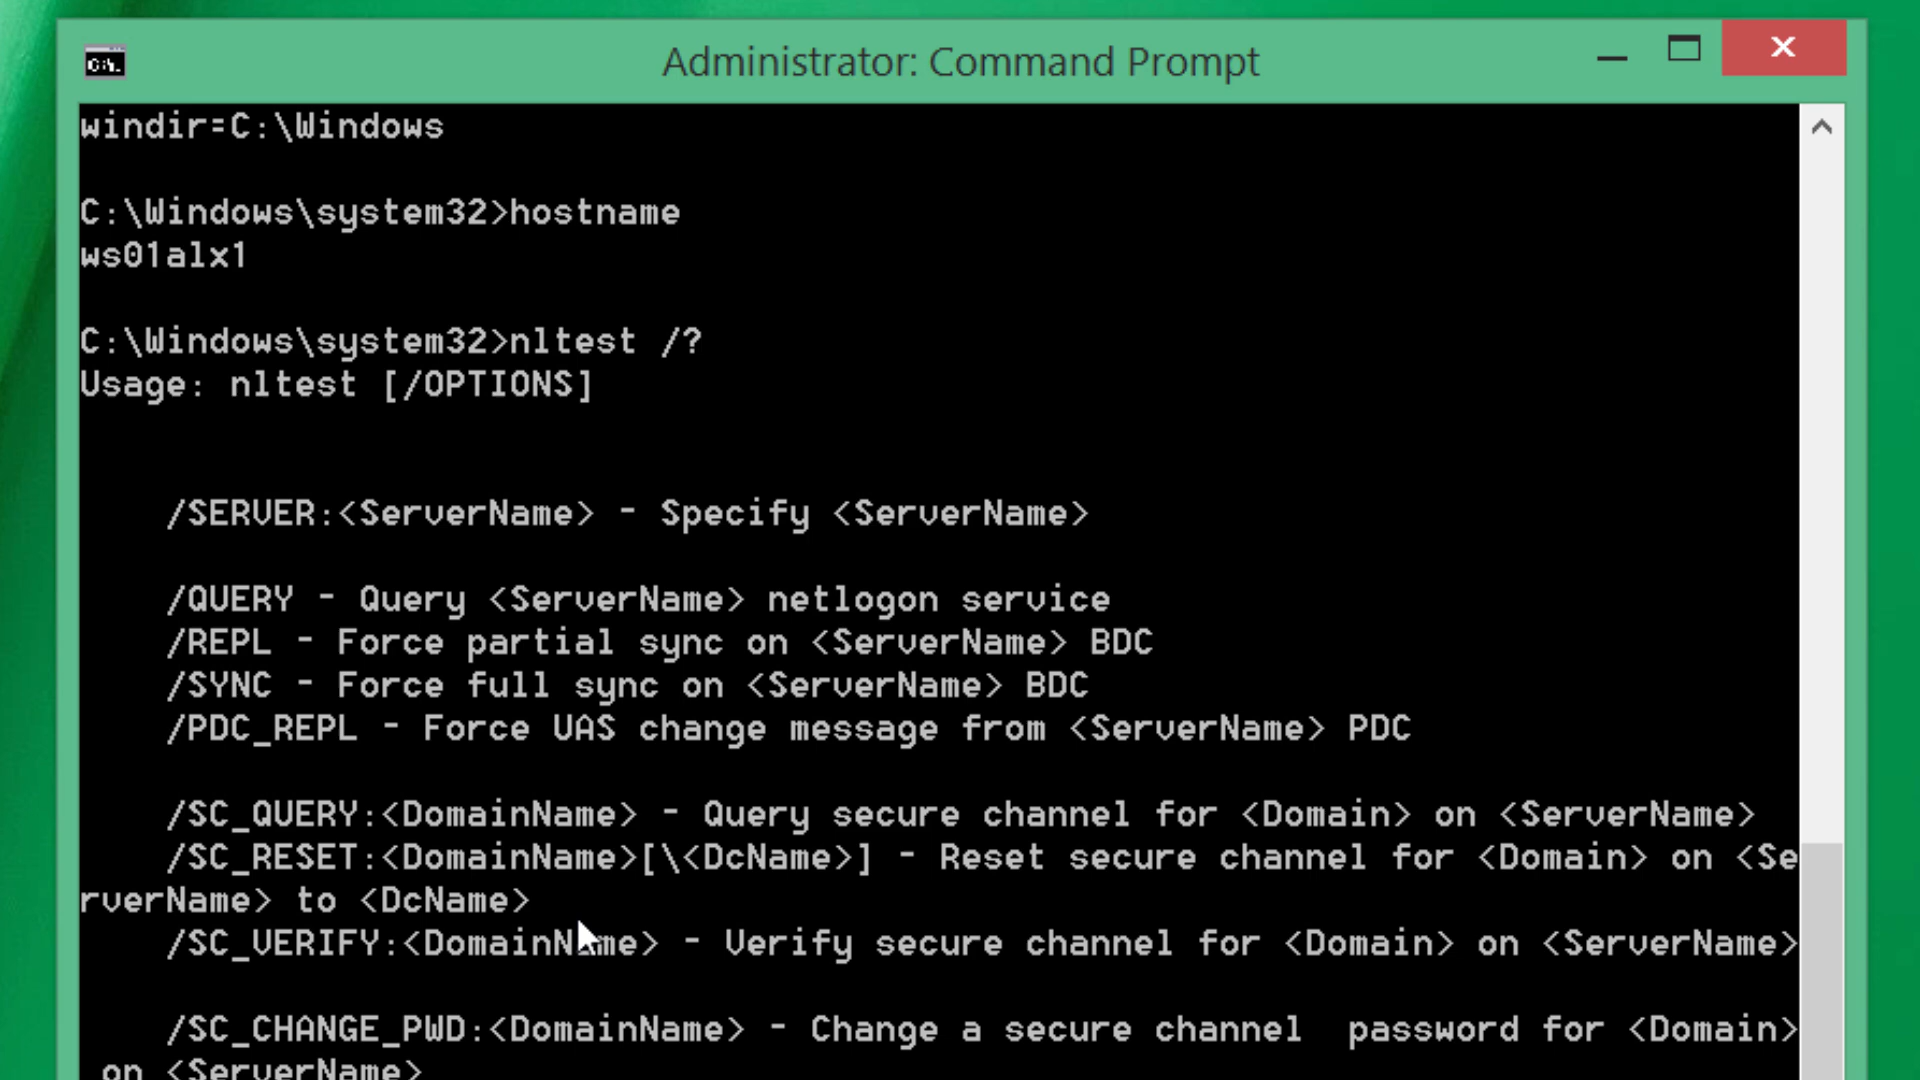 C:\.
Administrator: Command Prompt
windir=C:\Windows
C:\Windows\system32>hostname
ws01alx1
C:\Windows\system32>nltest /?
Usage: nltest [/OPTIONS]
/SERVER:<ServerName> - Specify <ServerName>
/QUERY - Query <ServerName> netlogon service
/REPL - Force partial sync on <ServerName> BDC
/SYNC - Force full sync on <ServerName> BDC
/PDC_REPL - Force UAS change message from <ServerName> PDC
/SC_QUERY:<DomainName> - Query secure channel for <Domain> on <ServerName>
/SC_RESET:<DomainName>[\<DcName>] - Reset secure channel for <Domain> on <Se
rverName> to <DcName>
/SC_VERIFY:<DomainName> - Verify secure channel for <Domain> on <ServerName>
/SC_CHANGE_PWD:<DomainName> - Change a secure channel  password for <Domain>
on <ServerName>